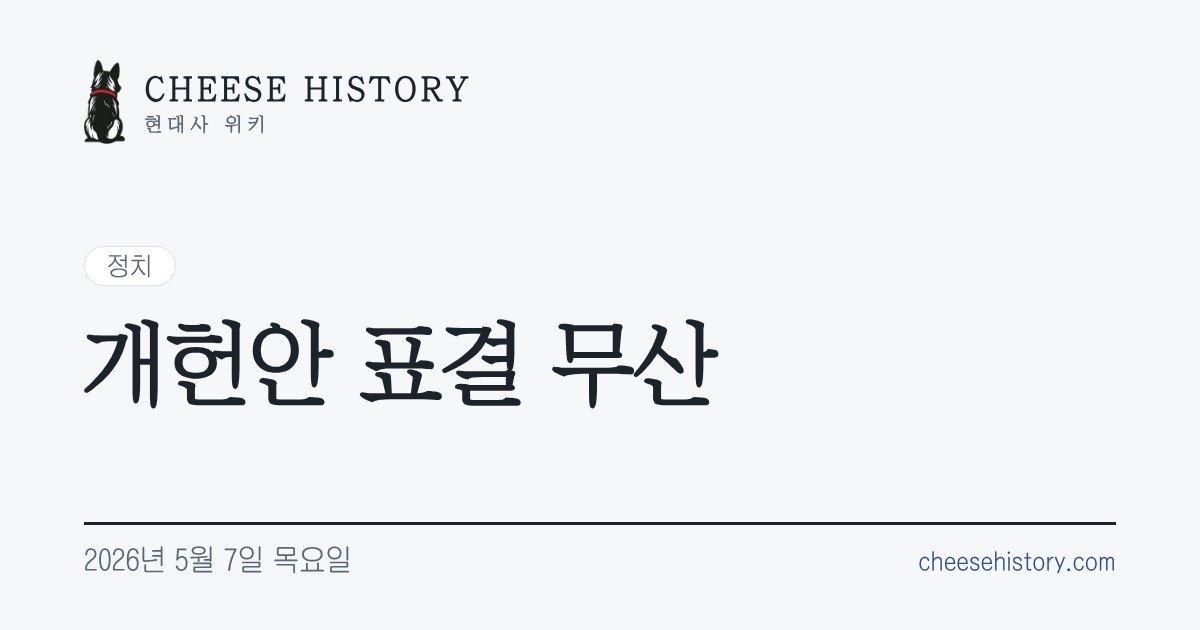 CHEESE HISTORY
현대사 위키
정치
개헌안 표결 무산
2026년 5월 7일 목요일
cheesehistory.com